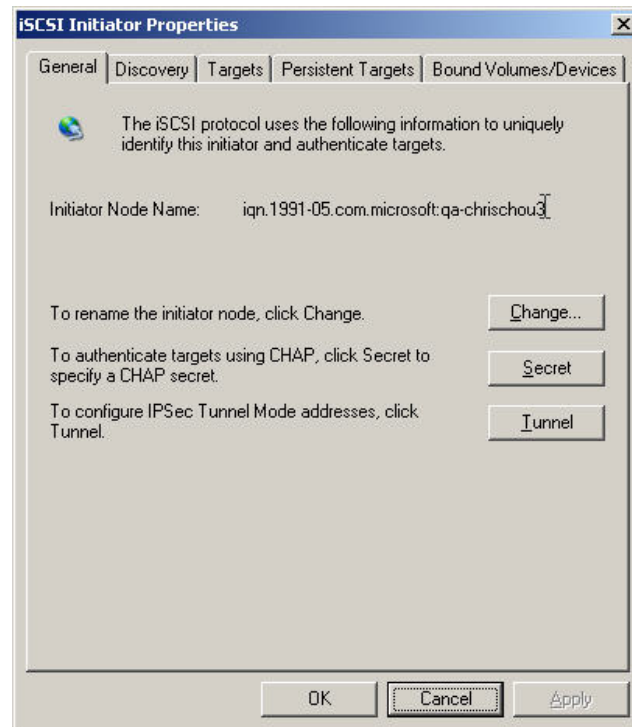 iSCSI Initiator Properties
General Discovery Targets Persistent Targets Bound Volumes/Devices
The iSCSI protocol uses the following information to uniquely
identify this initiator and authenticate targets.
Initiator Node Name: iqn.1991-05.com.microsoft:qa-chrischou3
To rename the initiator node, click Change.
Change...
To authenticate targets using CHAP, click Secret to
specify a CHAP secret.
Secret
To configure IPSec Tunnel Mode addresses, click
Tunnel.
Tunnel
OK Cancel Apply